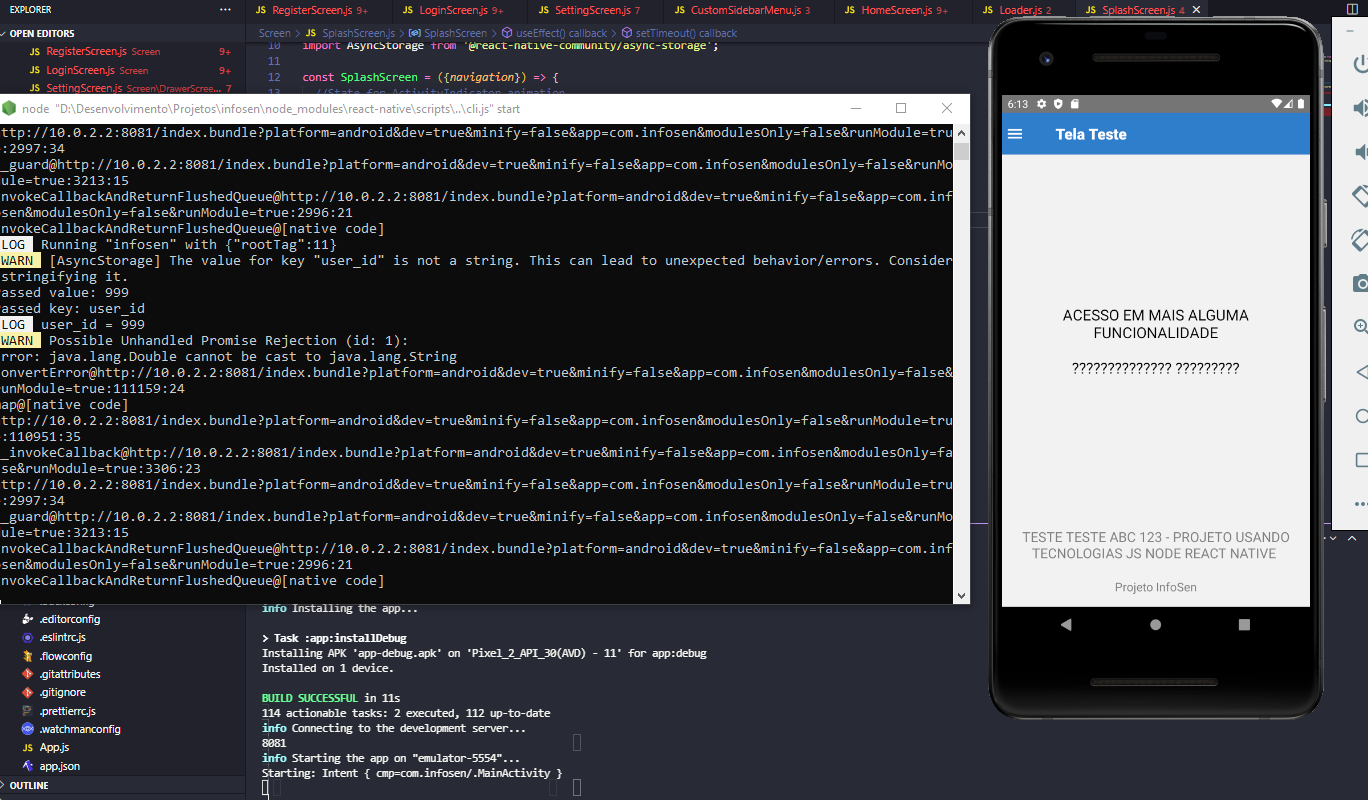 EXPLORER
···
JS RegisterScreen.js 9+
JS LoginScreen.js 9+
JS SettingScreen.js 7
JS CustomSidebarMenu.js 3
JS HomeScreen.js 9+
JS Loader.js 2
JS SplashScreen.js 4
OPEN EDITORS
JS RegisterScreen.js Screen 9+
JS LoginScreen.js Screen 9+
JS SettingScreen.js Screen\DrawerScree... 7
Screen > JS SplashScreen.js > SplashScreen > useEffect() callback > setTimeout() callback
10 import AsyncStorage from '@react-native-community/async-storage';
11
12 const SplashScreen = ({navigation}) => {
//State for ActivityIndicator animation
node "D:\Desenvolvimento\Projetos\infosen\node_modules\react-native\scripts\..\cli.js" start
ttp://10.0.2.2:8081/index.bundle?platform=android&dev=true&minify=false&app=com.infosen&modulesOnly=false&runModule=tru
:2997:34
_guard@http://10.0.2.2:8081/index.bundle?platform=android&dev=true&minify=false&app=com.infosen&modulesOnly=false&runMo
ule=true:3213:15
nvokeCallbackAndReturnFlushedQueue@http://10.0.2.2:8081/index.bundle?platform=android&dev=true&minify=false&app=com.inf
sen&modulesOnly=false&runModule=true:2996:21
nvokeCallbackAndReturnFlushedQueue@[native code]
LOG Running "infosen" with {"rootTag":11}
WARN [AsyncStorage] The value for key "user_id" is not a string. This can lead to unexpected behavior/errors. Consider
stringifying it.
assed value: 999
assed key: user_id
LOG user_id = 999
WARN Possible Unhandled Promise Rejection (id: 1):
rror: java.lang.Double cannot be cast to java.lang.String
onvertError@http://10.0.2.2:8081/index.bundle?platform=android&dev=true&minify=false&app=com.infosen&modulesOnly=false&
runModule=true:111159:24
ap@[native code]
ttp://10.0.2.2:8081/index.bundle?platform=android&dev=true&minify=false&app=com.infosen&modulesOnly=false&runModule=tru
:110951:35
_invokeCallback@http://10.0.2.2:8081/index.bundle?platform=android&dev=true&minify=false&app=com.infosen&modulesOnly=fa
se&runModule=true:3306:23
ttp://10.0.2.2:8081/index.bundle?platform=android&dev=true&minify=false&app=com.infosen&modulesOnly=false&runModule=tru
:2997:34
_guard@http://10.0.2.2:8081/index.bundle?platform=android&dev=true&minify=false&app=com.infosen&modulesOnly=false&runMo
ule=true:3213:15
nvokeCallbackAndReturnFlushedQueue@http://10.0.2.2:8081/index.bundle?platform=android&dev=true&minify=false&app=com.inf
sen&modulesOnly=false&runModule=true:2996:21
nvokeCallbackAndReturnFlushedQueue@[native code]
.editorconfig
.eslintrc.js
.flowconfig
.gitattributes
.gitignore
.prettierrc.js
.watchmanconfig
JS App.js
app.json
OUTLINE
info Installing the app...
> Task :app:installDebug
Installing APK 'app-debug.apk' on 'Pixel_2_API_30(AVD) - 11' for app:debug
Installed on 1 device.
BUILD SUCCESSFUL in 11s
114 actionable tasks: 2 executed, 112 up-to-date
info Connecting to the development server...
8081
info Starting the app on "emulator-5554"...
Starting: Intent { cmp=com.infosen/.MainActivity }
6:13
Tela Teste
ACESSO EM MAIS ALGUMA
FUNCIONALIDADE
?????????????? ?????????
TESTE TESTE ABC 123 - PROJETO USANDO
TECNOLOGIAS JS NODE REACT NATIVE
Projeto InfoSen